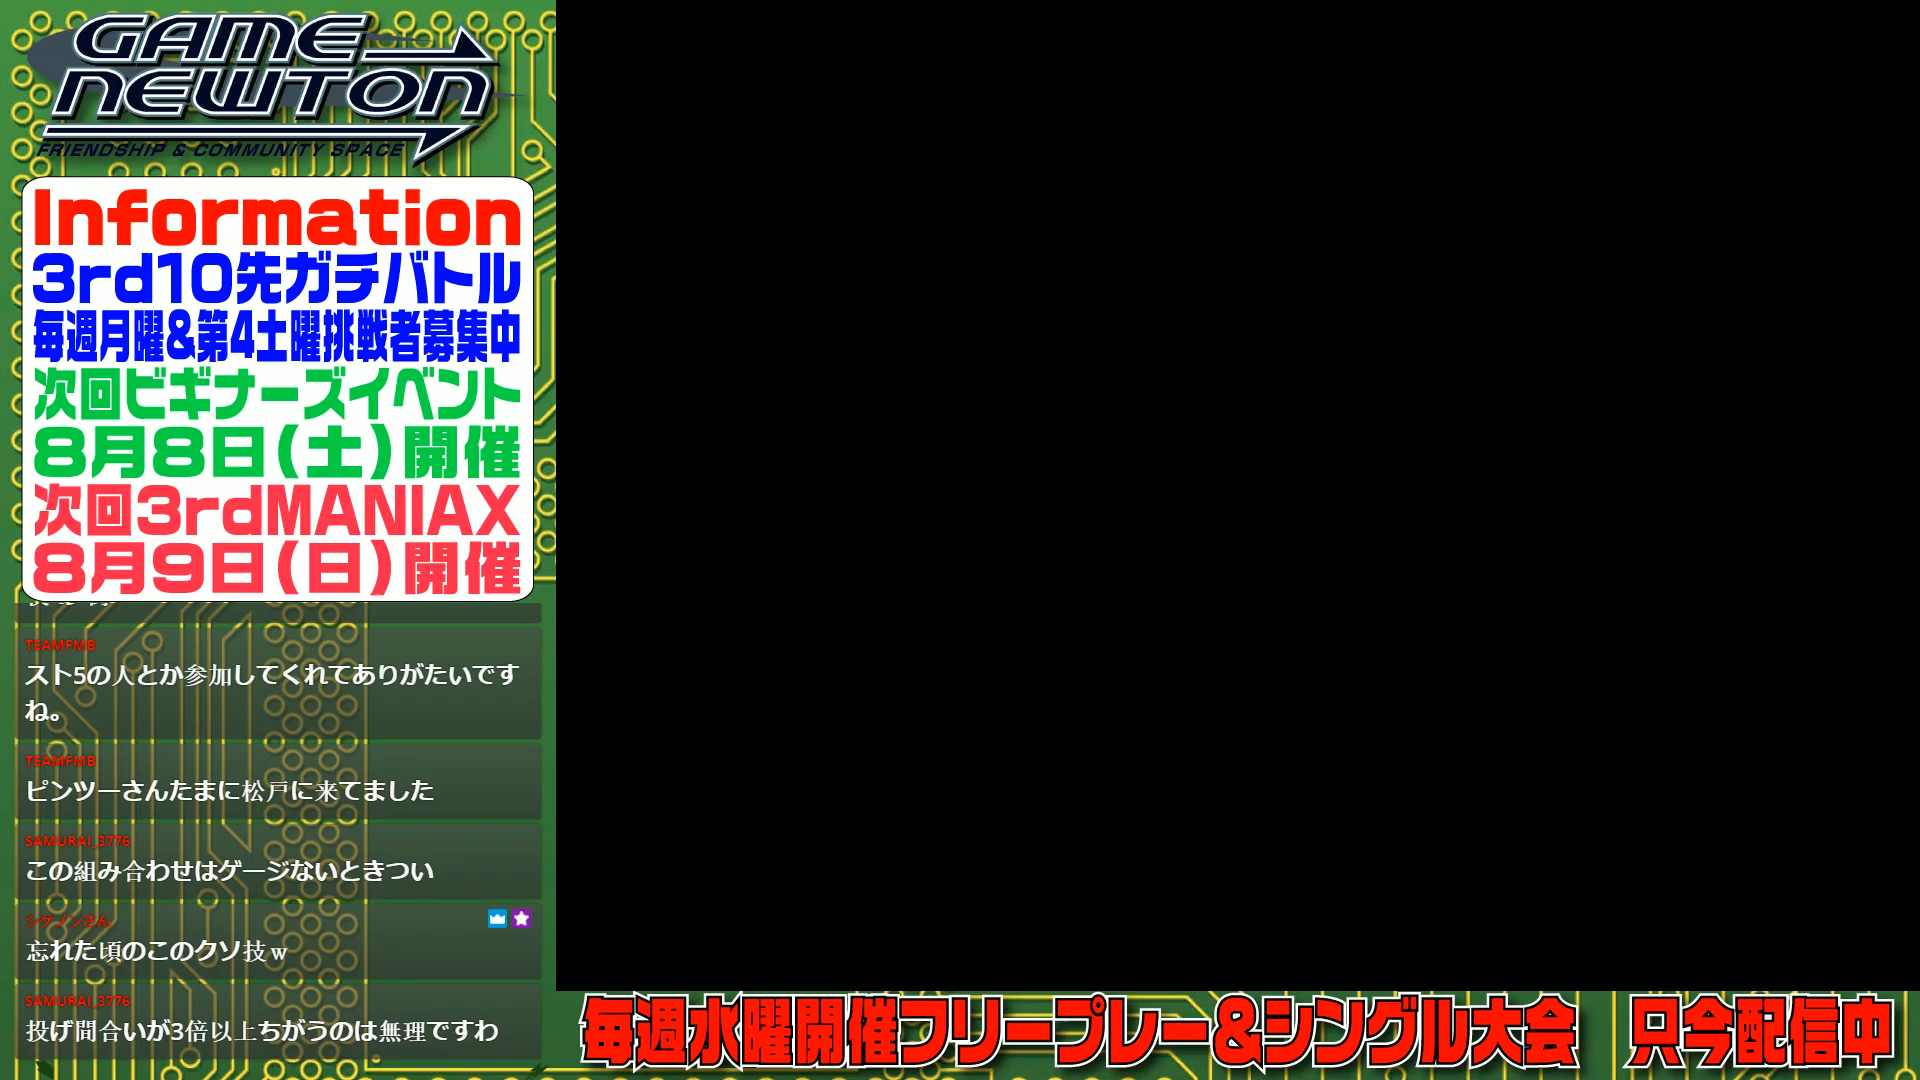 GAME
NEWTON
FRIENDSHIP & COMMUNITY SPACE
Information
3rd10先ガチバトル
毎週月曜&第4土曜挑戦者募集中
次回ビギナーズイベント
8月8日(土)開催
次回3rdMANIAX
8月9日(日)開催
TEAMFMB
スト5の人とか参加してくれてありがたいです
ね。
TEAMFMB
ピンツーさんたまに松戸に来てました
SAMURAI_3776
この組み合わせはゲージないときつい
シゲノンさん
忘れた頃のこのクソ技w
SAMURAI_3776
投げ間合いが3倍以上ちがうのは無理ですわ
毎週水曜開催フリープレー&シングル大会 只今配信中